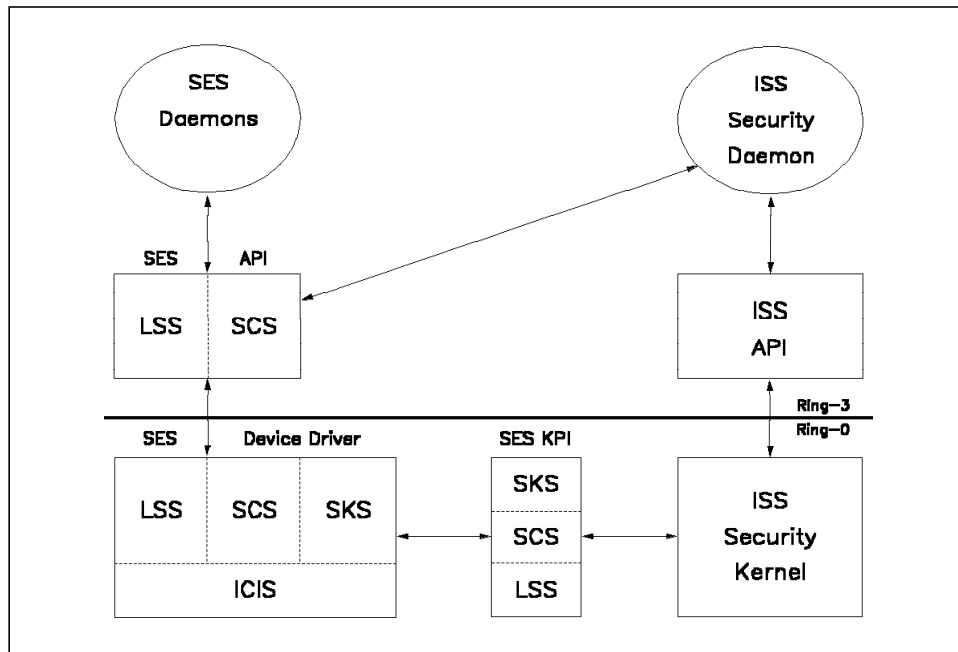 SES
Daemons
ISS
Security
Daemon
SES API
LSS SCS
ISS
API
Ring-3
Ring-0
SES Device Driver
SES KPI
LSS SCS SKS
ICIS
SKS
SCS
LSS
ISS
Security
Kernel